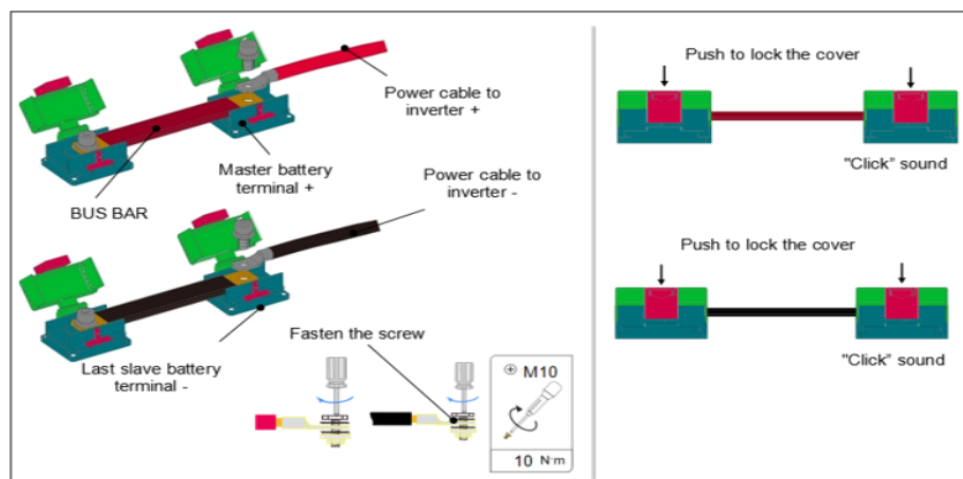 Power cable to
inverter +
Master battery
terminal +
BUS BAR
Power cable to
inverter -
Last slave battery
terminal -
Fasten the screw
M10
10 N·m
Push to lock the cover
"Click" sound
Push to lock the cover
"Click" sound